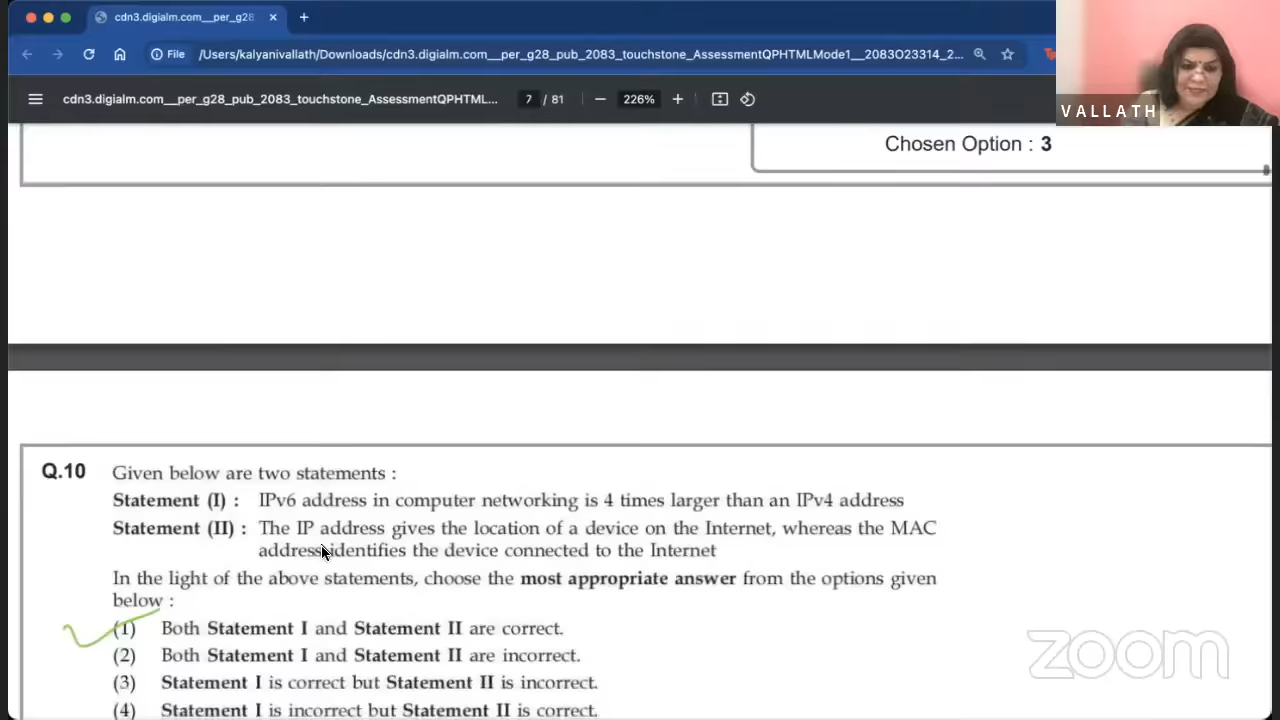 cdn3.digialm.com__per_g28
File /Users/kalyanivallath/Downloads/cdn3.digialm.com__per_g28_pub_2083_touchstone_AssessmentQPHTMLMode1__2083O23314_2...
cdn3.digialm.com__per_g28_pub_2083_touchstone_AssessmentQPHTML... 7 / 81 226%
VALLATH
Chosen Option : 3
Q.10 Given below are two statements :
Statement (I) : IPv6 address in computer networking is 4 times larger than an IPv4 address
Statement (II) : The IP address gives the location of a device on the Internet, whereas the MAC
address identifies the device connected to the Internet
In the light of the above statements, choose the most appropriate answer from the options given
below :
(1) Both Statement I and Statement II are correct.
(2) Both Statement I and Statement II are incorrect.
(3) Statement I is correct but Statement II is incorrect.
(4) Statement I is incorrect but Statement II is correct.
zoom